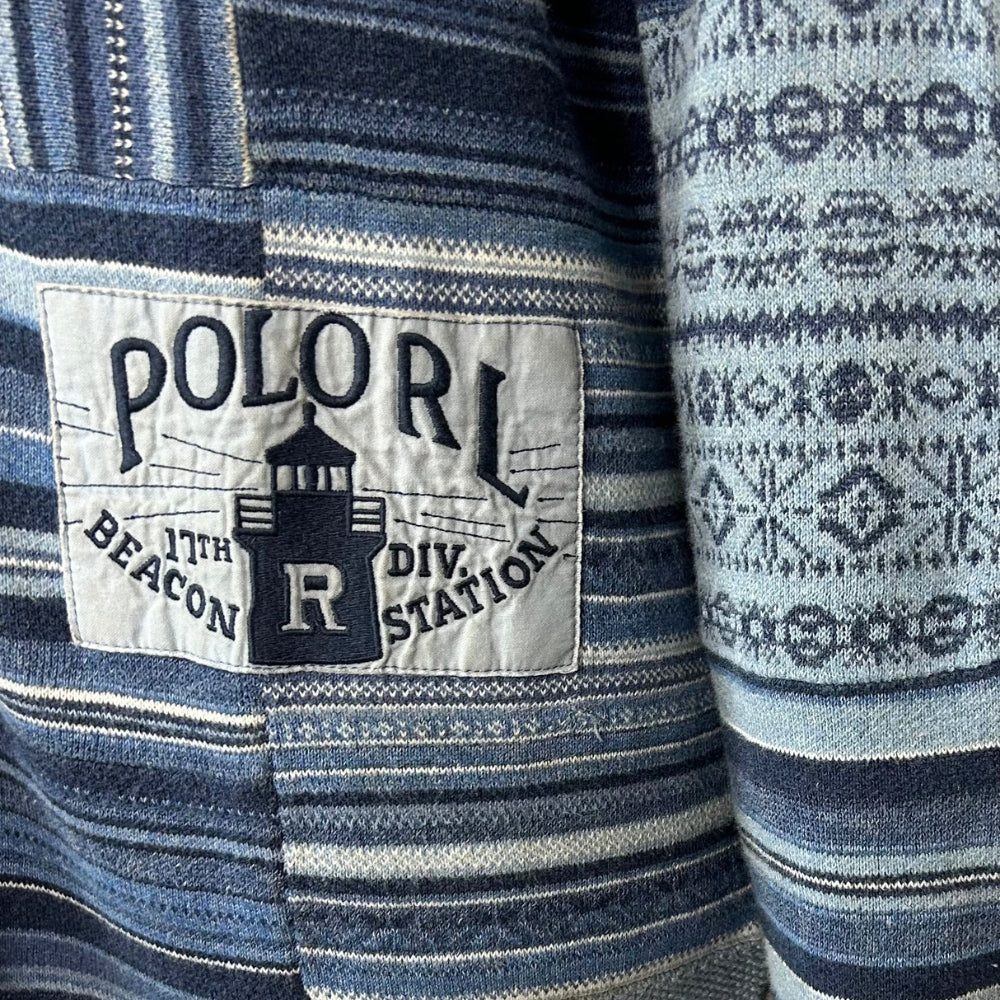 POLO RL
17TH DIV.
BEACON STATION
R